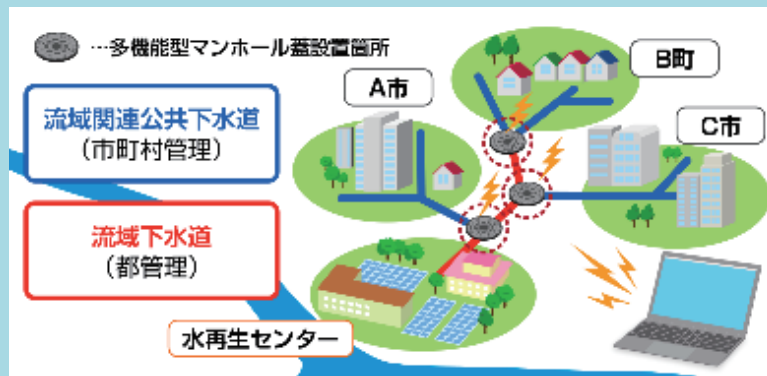 …多機能型マンホール蓋設置箇所
B町
A市
流域関連公共下水道
(市町村管理)
C市
流域下水道
(都管理)
水再生センター